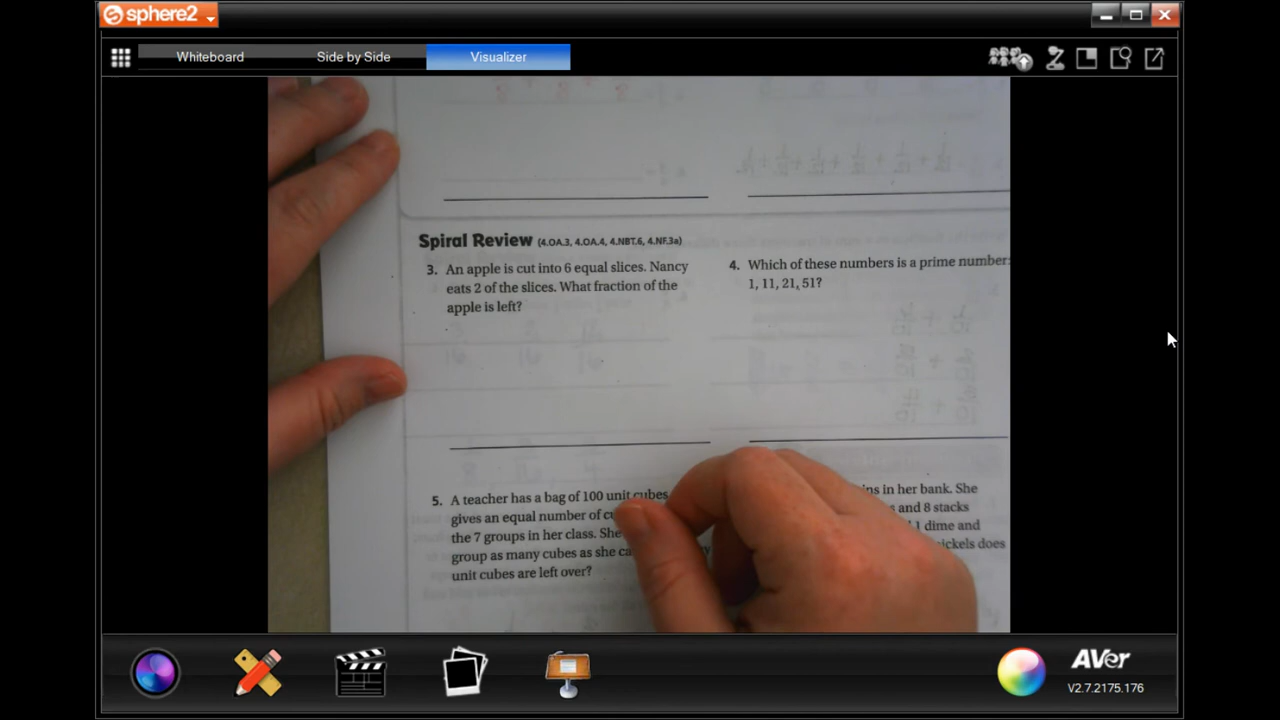 sphere2
Whiteboard
Side by Side
Visualizer
Spiral Review (4.OA.3, 4.OA.4, 4.NBT.6, 4.NF.3a)
3. An apple is cut into 6 equal slices. Nancy
eats 2 of the slices. What fraction of the
apple is left?
4. Which of these numbers is a prime number:
1, 11, 21, 51?
5. A teacher has a bag of 100 unit cubes
gives an equal number of
the 7 groups in her class. She
group as many cubes as she
unit cubes are left over?
in her bank. She
and 8 stacks
1 dime and
nickels does
AVer
V2.7.2175.176